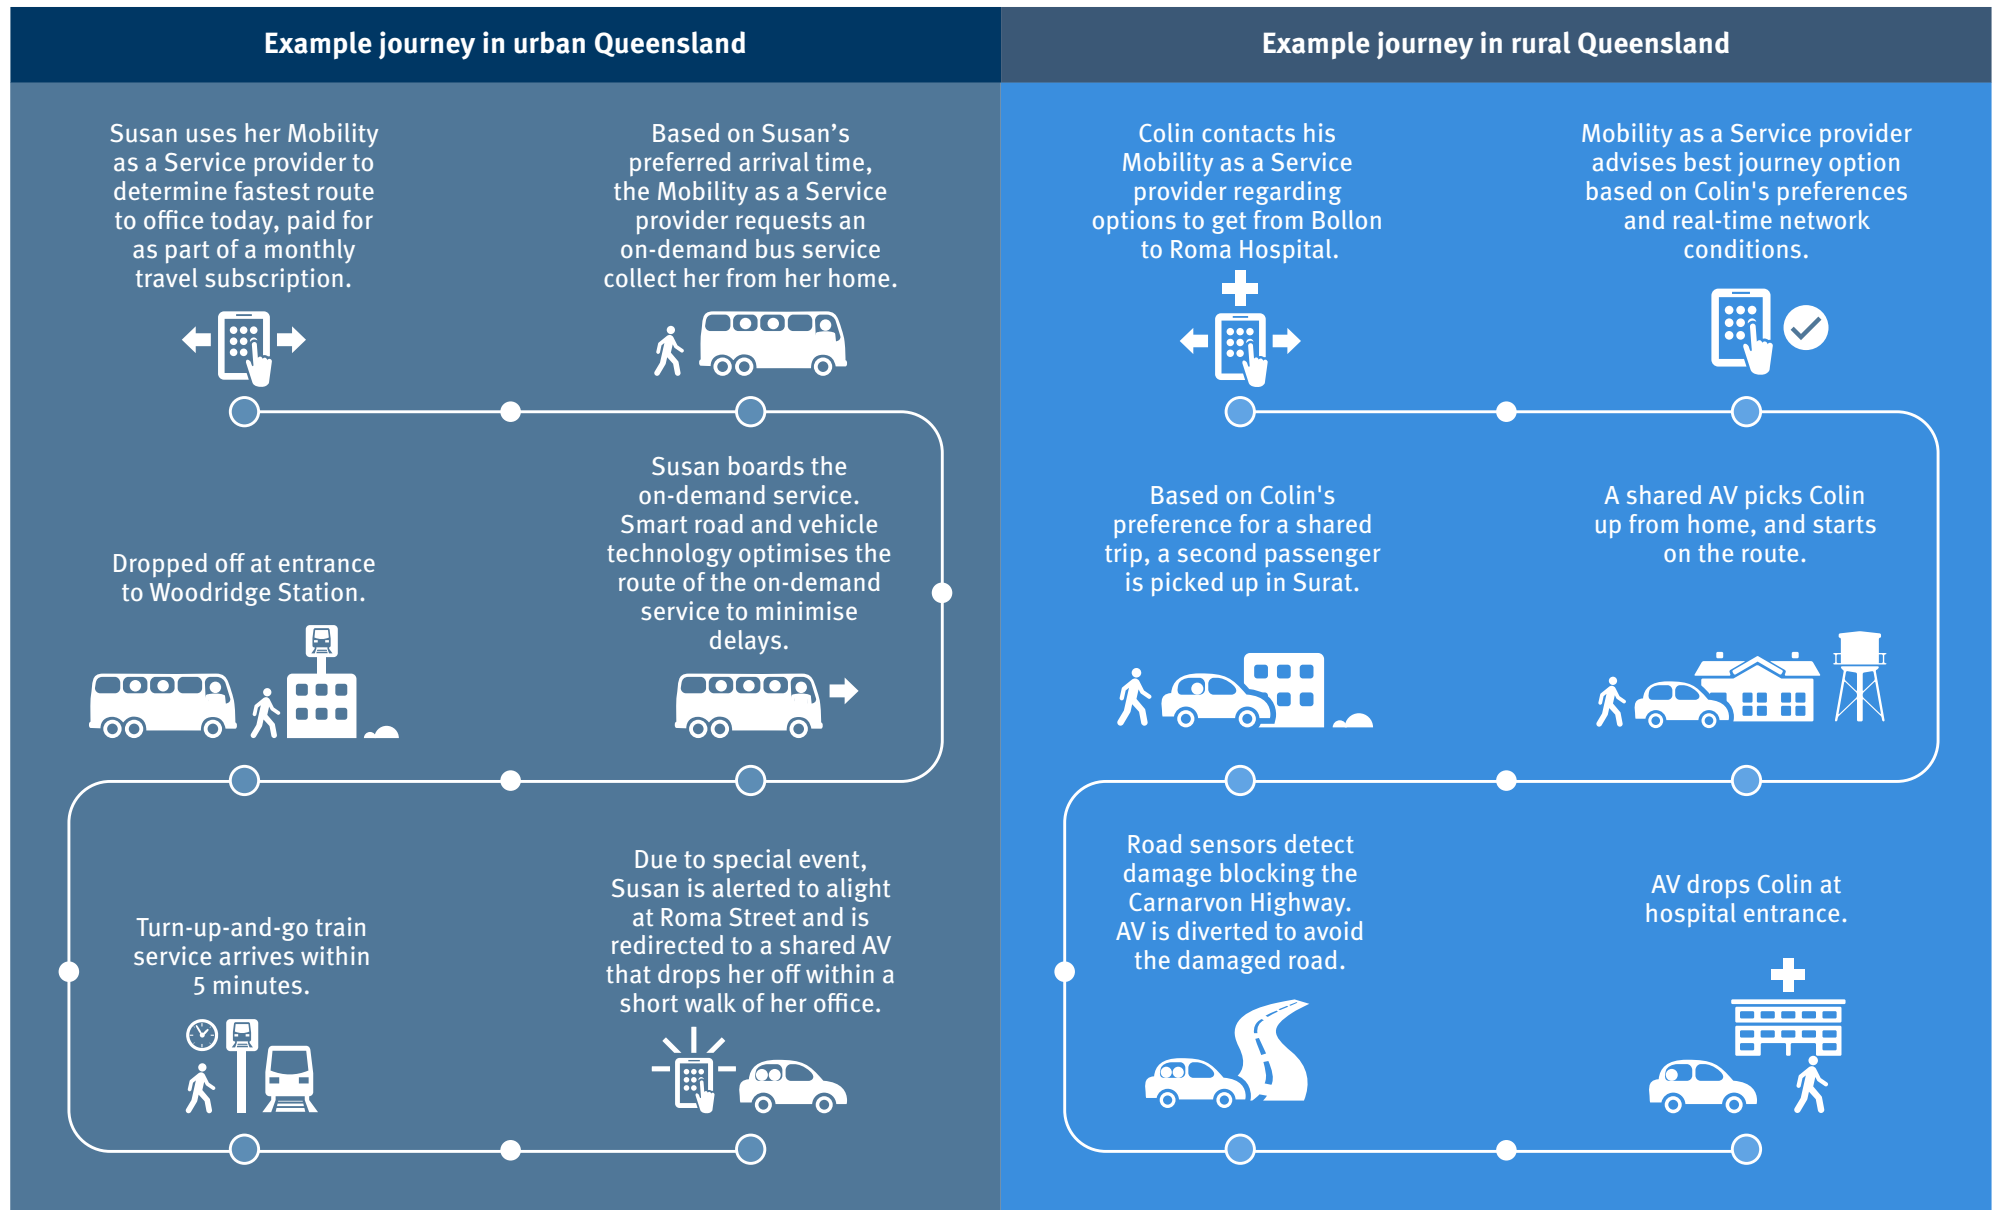 Example journey in urban Queensland
Susan uses her Mobility
as a Service provider to
determine fastest route
to office today, paid for
as part of a monthly
travel subscription.
Based on Susan’s
preferred arrival time,
the Mobility as a Service
provider requests an
on-demand bus service
collect her from her home.
Susan boards the
on-demand service.
Smart road and vehicle
technology optimises the
route of the on-demand
service to minimise
delays.
Dropped off at entrance
to Woodridge Station.
Turn-up-and-go train
service arrives within
5 minutes.
Due to special event,
Susan is alerted to alight
at Roma Street and is
redirected to a shared AV
that drops her off within a
short walk of her office.
Example journey in rural Queensland
Colin contacts his
Mobility as a Service
provider regarding
options to get from Bollon
to Roma Hospital.
Mobility as a Service provider
advises best journey option
based on Colin's preferences
and real-time network
conditions.
A shared AV picks Colin
up from home, and starts
on the route.
Based on Colin's
preference for a shared
trip, a second passenger
is picked up in Surat.
Road sensors detect
damage blocking the
Carnarvon Highway.
AV is diverted to avoid
the damaged road.
AV drops Colin at
hospital entrance.